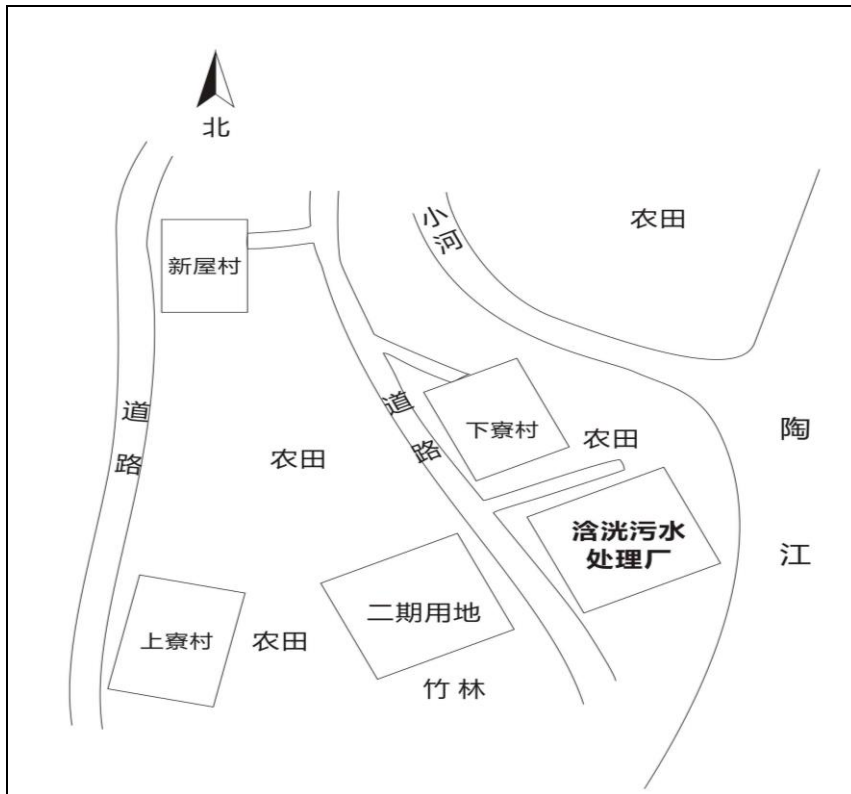 北
小河
农田
新屋村
道路
道路
下寮村
农田
农田
陶江
浛洸污水
处理厂
二期用地
上寮村
农田
竹林